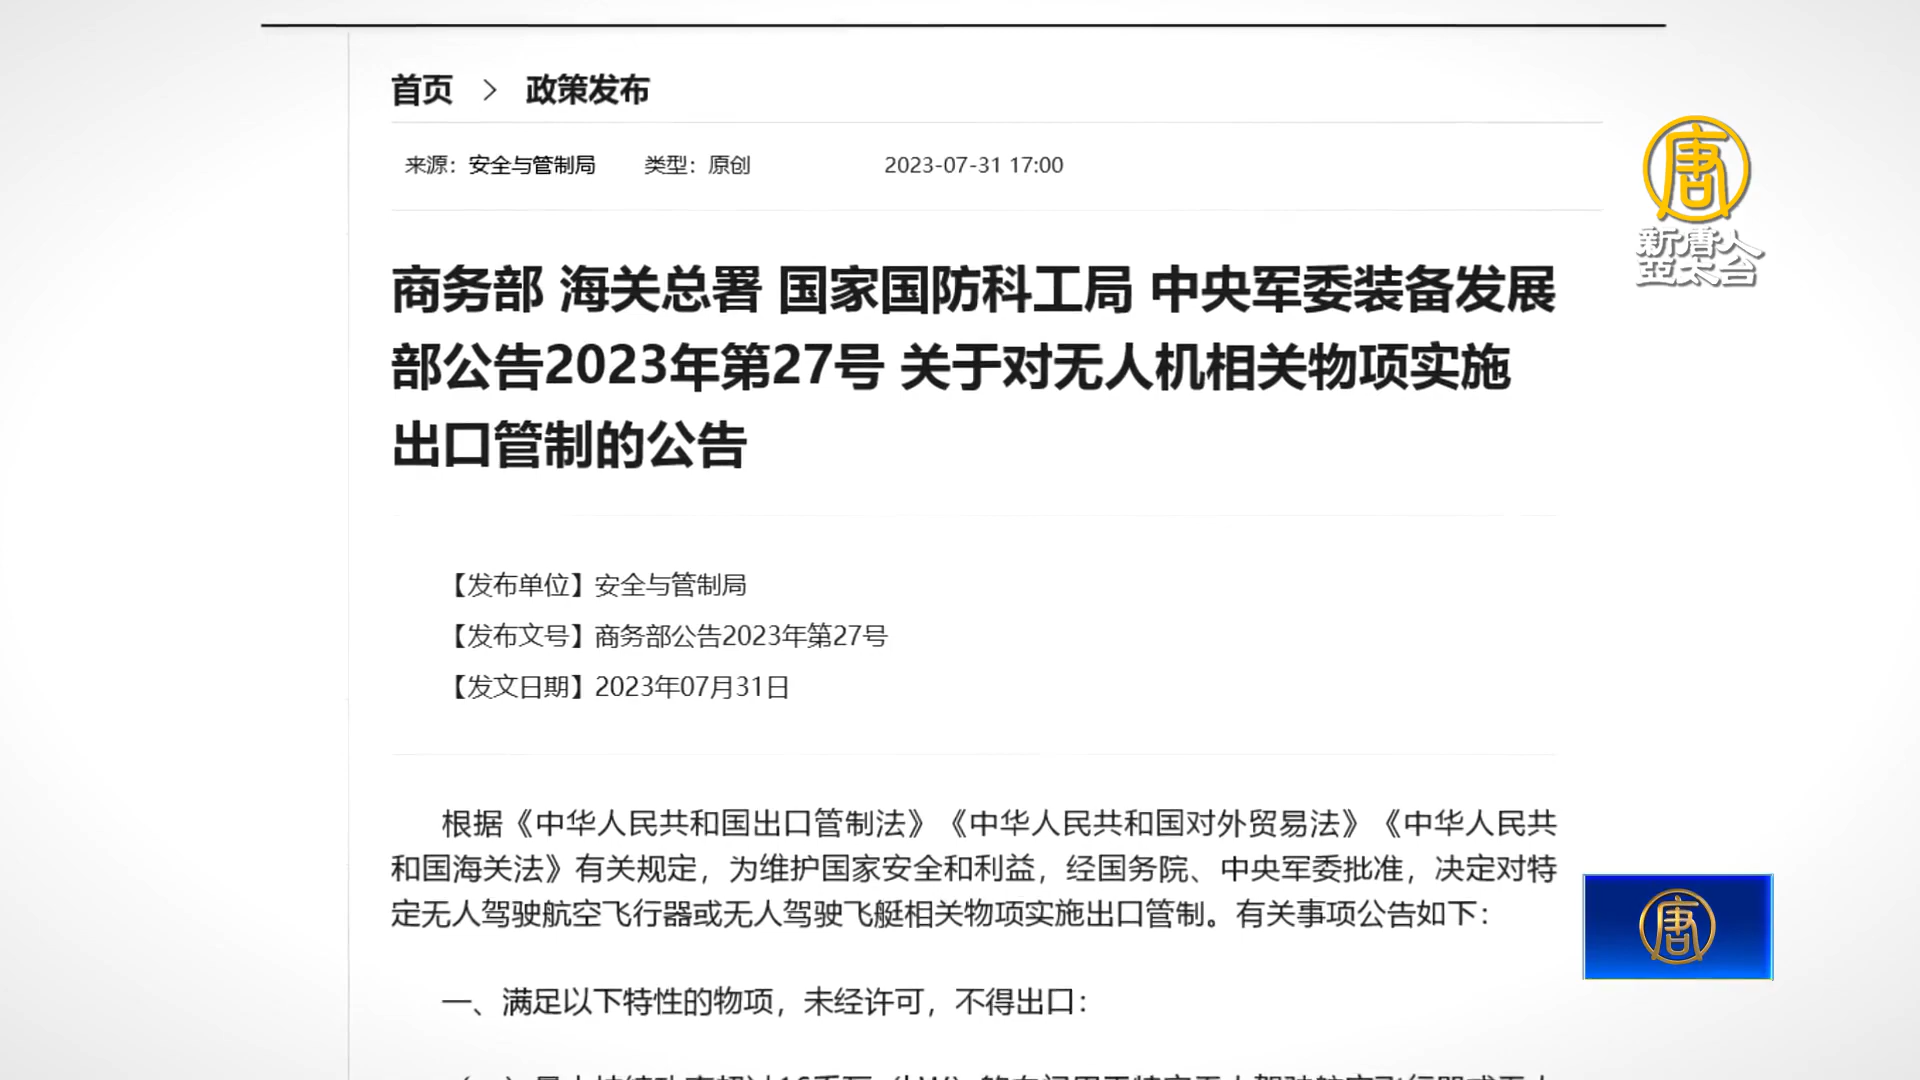 首页 > 政策发布
来源：安全与管制局 类型：原创 2023-07-31 17:00
唐
新唐人
亞太台
商务部 海关总署 国家国防科工局 中央军委装备发展
部公告2023年第27号 关于对无人机相关物项实施
出口管制的公告
【发布单位】安全与管制局
【发布文号】商务部公告2023年第27号
【发文日期】2023年07月31日
根据《中华人民共和国出口管制法》《中华人民共和国对外贸易法》《中华人民共
和国海关法》有关规定，为维护国家安全和利益，经国务院、中央军委批准，决定对特
定无人驾驶航空飞行器或无人驾驶飞艇相关物项实施出口管制。有关事项公告如下：
唐
一、满足以下特性的物项，未经许可，不得出口：